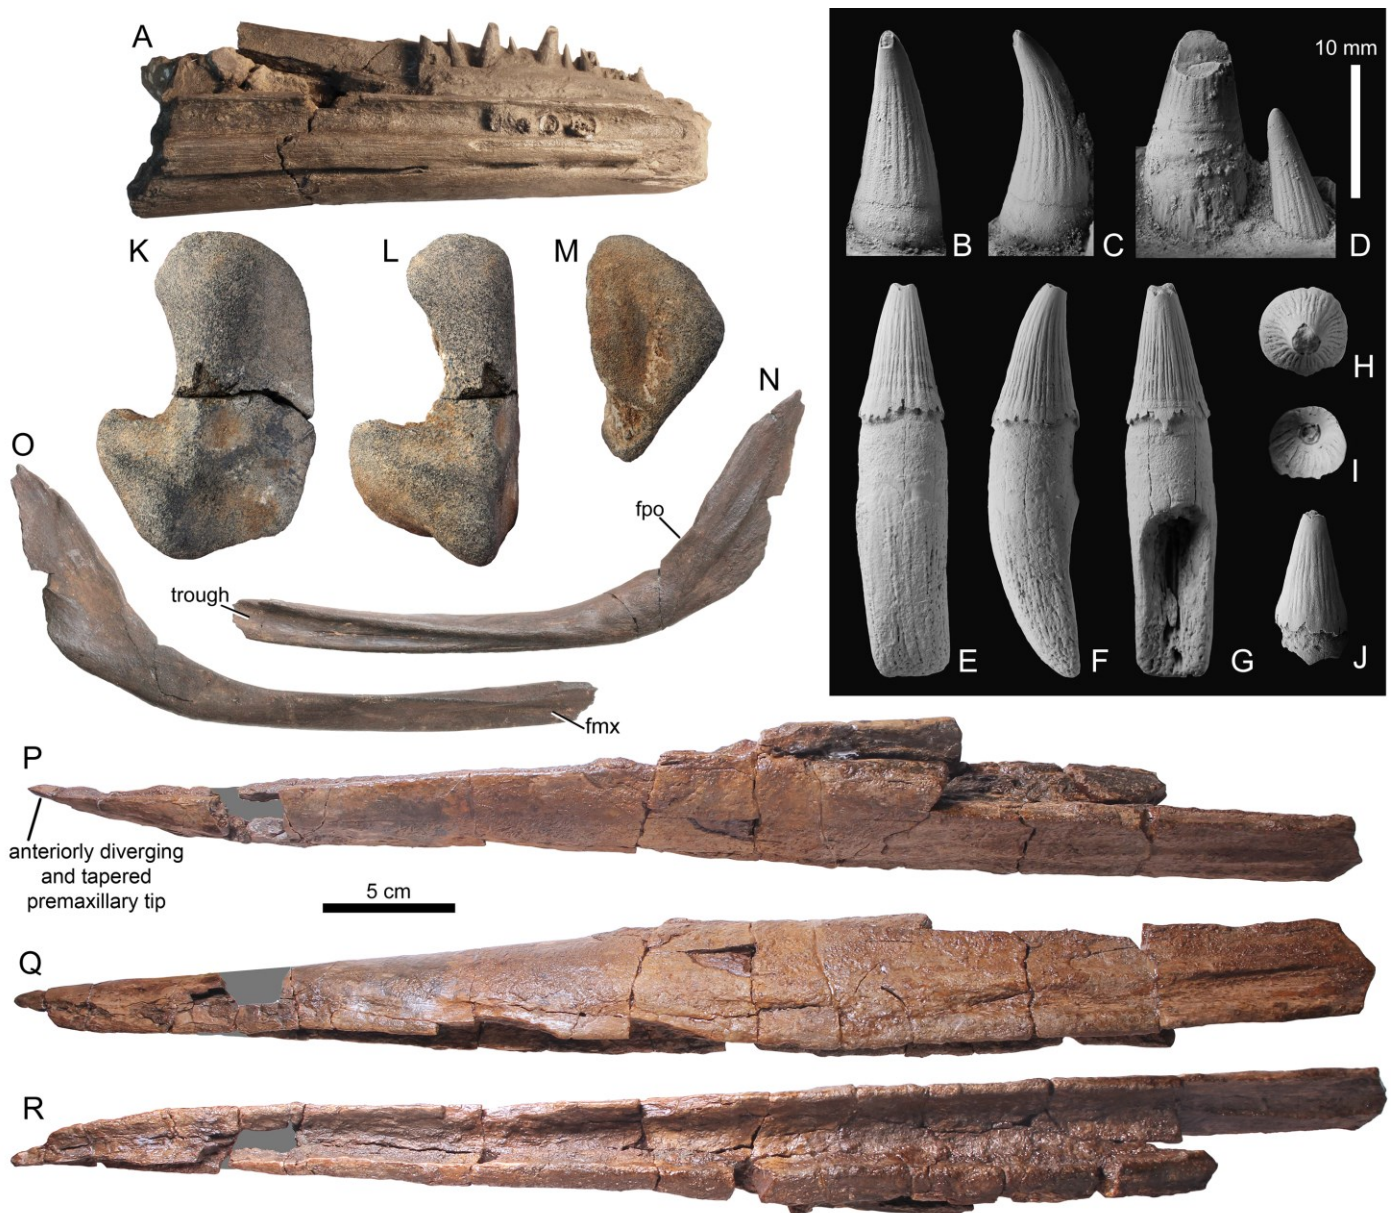 A
10 mm
B
C
D
K
L
M
N
H
O
fpo
I
trough
E
F
G
J
fmx
P
anteriorly diverging
and tapered
premaxillary tip
5 cm
Q
R